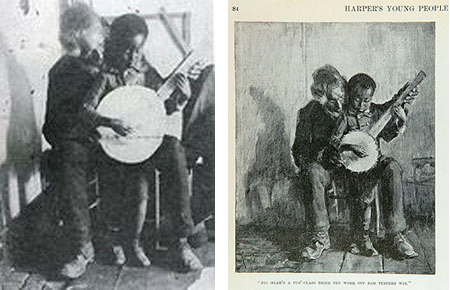 84 HARPER'S YOUNG PEOPLE
"DIS HEAH'S A FUS'-CLASS THING TER WORK OFF BAD TEMPERS WID."